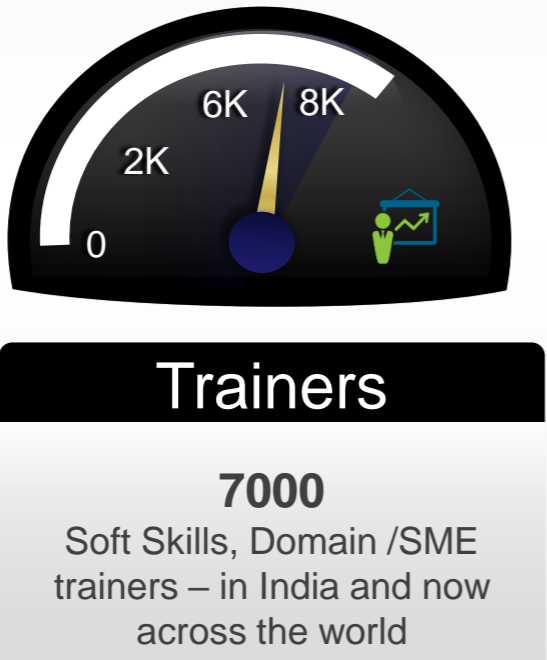 6K
8K
2K
0
Trainers
7000
Soft Skills, Domain /SME
trainers – in India and now
across the world